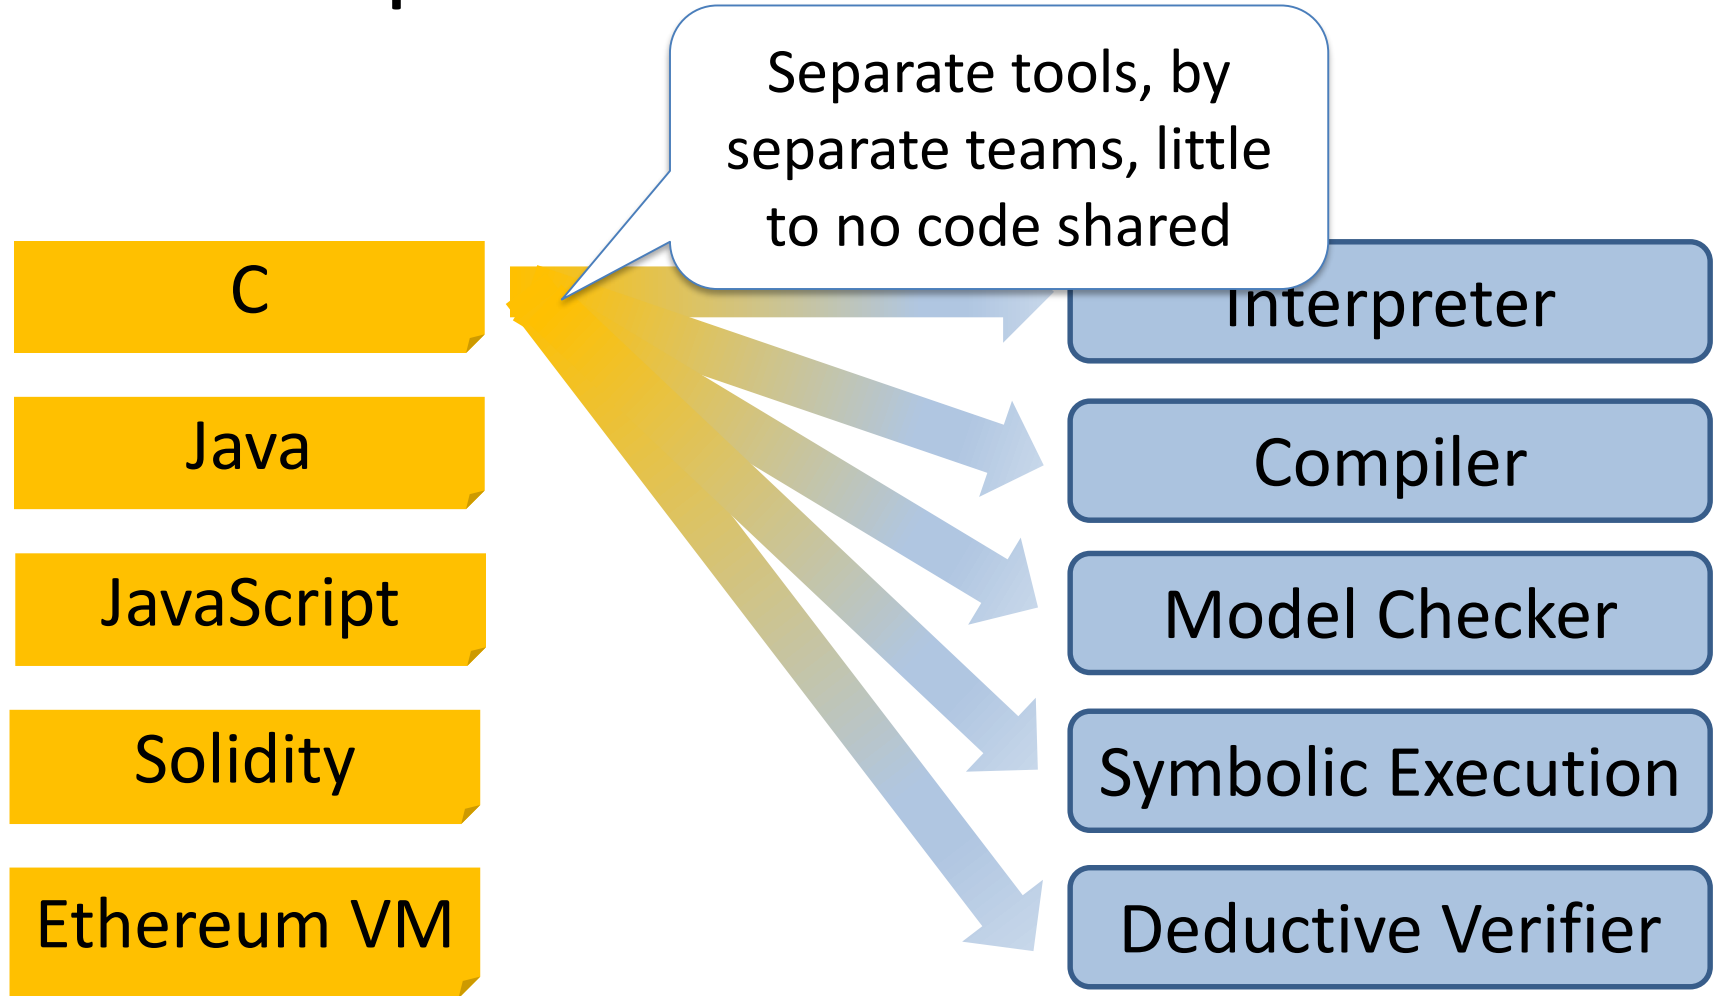 Separate tools, by
separate teams, little
to no code shared
C
Java
JavaScript
Solidity
Ethereum VM
Interpreter
Compiler
Model Checker
Symbolic Execution
Deductive Verifier